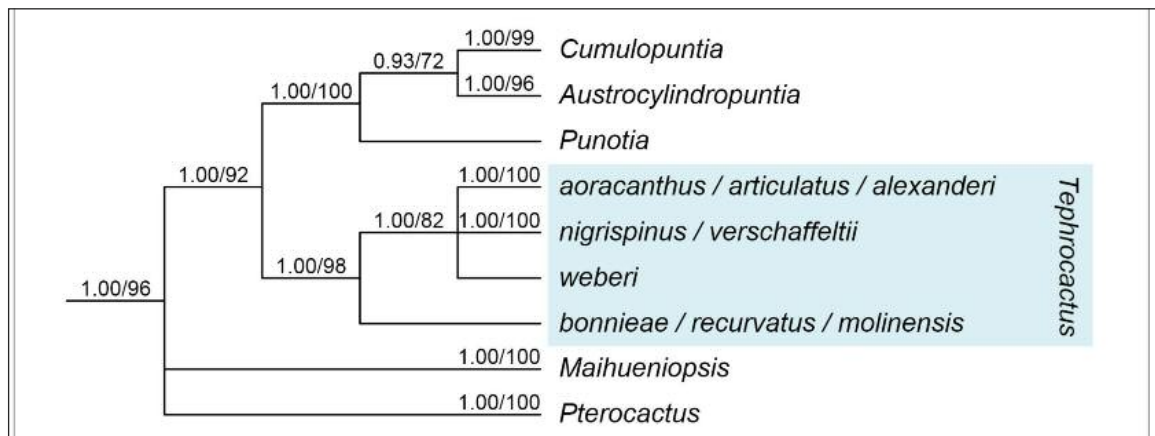 1.00/99
Cumulopuntia
0.93/72
1.00/96
Austrocylindropuntia
1.00/100
Punotia
1.00/92
1.00/100
aoracanthus / articulatus / alexanderi
1.00/82
1.00/100
nigrispinus / verschaffeltii
1.00/98
weberi
1.00/96
bonnieae / recurvatus / molinensis
Tephrocactus
1.00/100
Maihueniopsis
1.00/100
Pterocactus